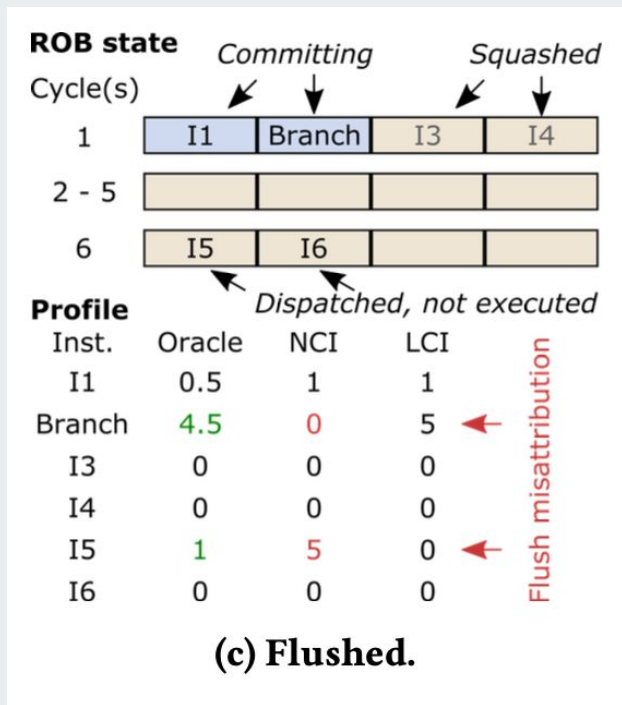 ROB state
Committing
Squashed
Cycle(s)
1 I1 Branch I3 I4
2 - 5
6 I5 I6
Dispatched, not executed
Profile
Inst. Oracle NCI LCI
I1 0.5 1 1
Branch 4.5 0 5
I3 0 0 0
I4 0 0 0
I5 1 5 0
I6 0 0 0
Flush misattribution
(c) Flushed.